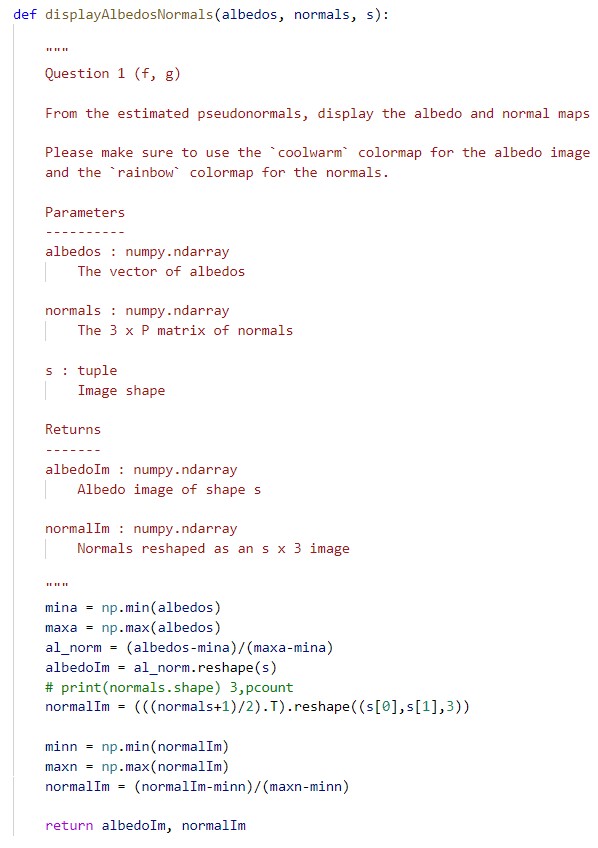 def displayAlbedosNormals(albedos, normals, s):
"""
Question 1 (f, g)
From the estimated pseudonormals, display the albedo and normal maps
Please make sure to use the `coolwarm` colormap for the albedo image
and the `rainbow` colormap for the normals.
Parameters
----------
albedos : numpy.ndarray
The vector of albedos
normals : numpy.ndarray
The 3 x P matrix of normals
s : tuple
Image shape
Returns
-------
albedoIm : numpy.ndarray
Albedo image of shape s
normalIm : numpy.ndarray
Normals reshaped as an s x 3 image
"""
mina = np.min(albedos)
maxa = np.max(albedos)
al_norm = (albedos-mina)/(maxa-mina)
albedoIm = al_norm.reshape(s)
# print(normals.shape) 3,pcount
normalIm = (((normals+1)/2).T).reshape((s[0],s[1],3))
minn = np.min(normalIm)
maxn = np.max(normalIm)
normalIm = (normalIm-minn)/(maxn-minn)
return albedoIm, normalIm